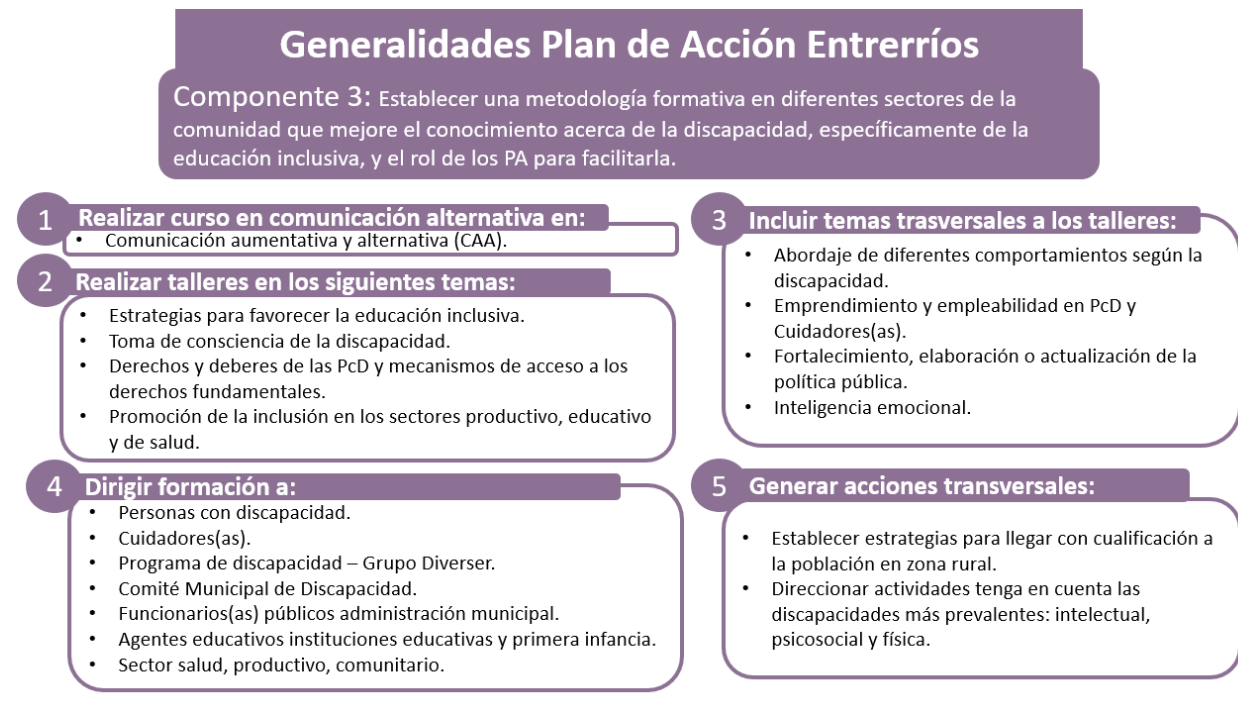 Generalidades Plan de Acción Entrerríos
Componente 3: Establecer una metodología formativa en diferentes sectores de la
comunidad que mejore el conocimiento acerca de la discapacidad, específicamente de la
educación inclusiva, y el rol de los PA para facilitarla.
1 Realizar curso en comunicación alternativa en:
• Comunicación aumentativa y alternativa (CAA).
2 Realizar talleres en los siguientes temas:
• Estrategias para favorecer la educación inclusiva.
• Toma de consciencia de la discapacidad.
• Derechos y deberes de las PcD y mecanismos de acceso a los
derechos fundamentales.
• Promoción de la inclusión en los sectores productivo, educativo
y de salud.
3 Incluir temas trasversales a los talleres:
• Abordaje de diferentes comportamientos según la
discapacidad.
• Emprendimiento y empleabilidad en PcD y
Cuidadores(as).
• Fortalecimiento, elaboración o actualización de la
política pública.
• Inteligencia emocional.
4 Dirigir formación a:
• Personas con discapacidad.
• Cuidadores(as).
• Programa de discapacidad – Grupo Diverser.
• Comité Municipal de Discapacidad.
• Funcionarios(as) públicos administración municipal.
• Agentes educativos instituciones educativas y primera infancia.
• Sector salud, productivo, comunitario.
5 Generar acciones transversales:
• Establecer estrategias para llegar con cualificación a
la población en zona rural.
• Direccionar actividades tenga en cuenta las
discapacidades más prevalentes: intelectual,
psicosocial y física.